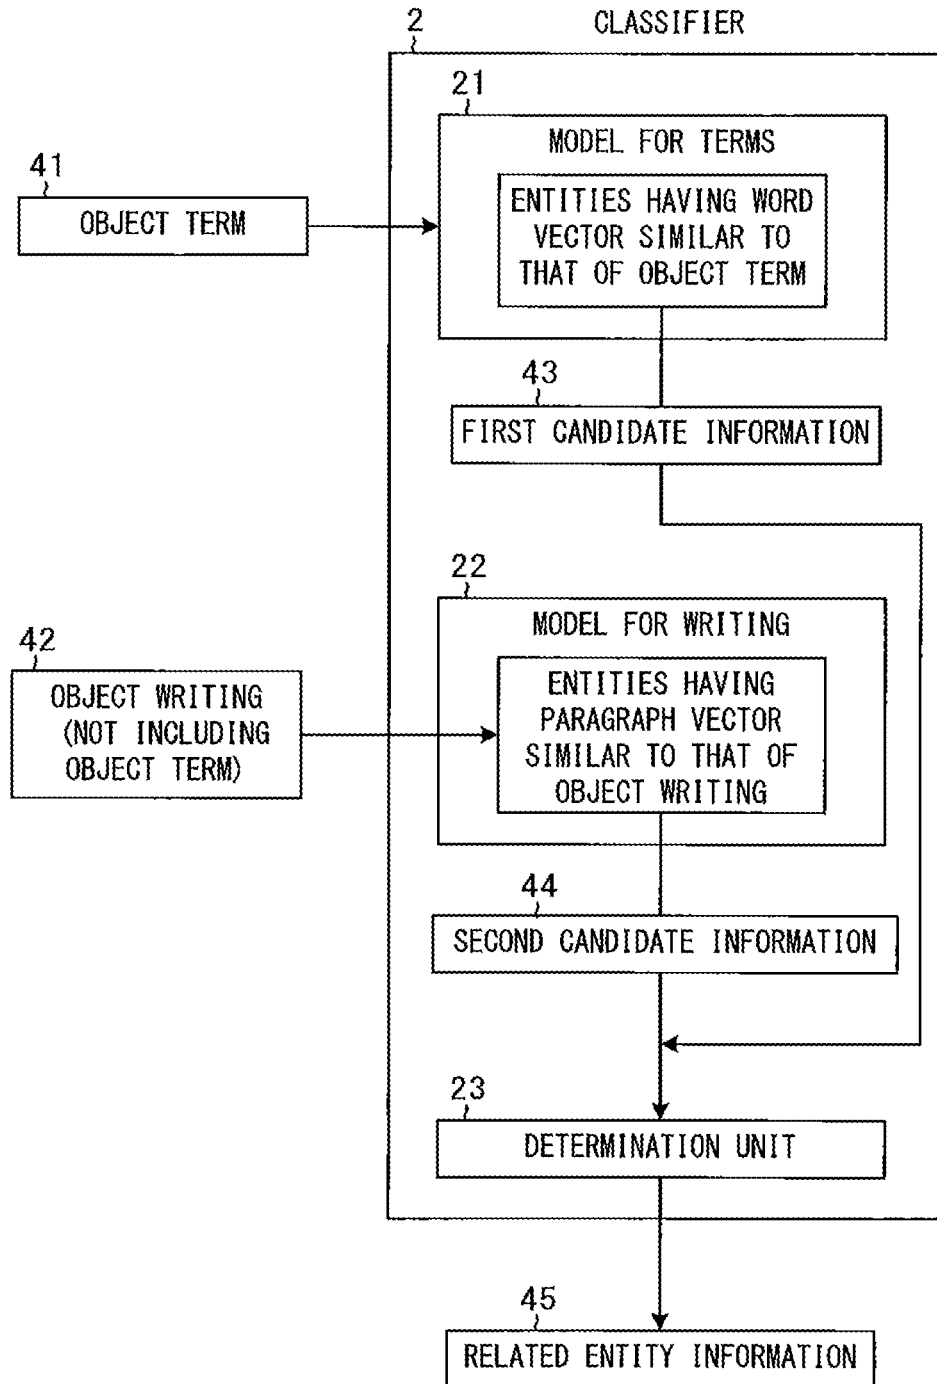 CLASSIFIER
2
21
MODEL FOR TERMS
41
OBJECT TERM
ENTITIES HAVING WORD
VECTOR SIMILAR TO
THAT OF OBJECT TERM
43
FIRST CANDIDATE INFORMATION
22
MODEL FOR WRITING
42
OBJECT WRITING
(NOT INCLUDING
OBJECT TERM)
ENTITIES HAVING
PARAGRAPH VECTOR
SIMILAR TO THAT OF
OBJECT WRITING
44
SECOND CANDIDATE INFORMATION
23
DETERMINATION UNIT
45
RELATED ENTITY INFORMATION